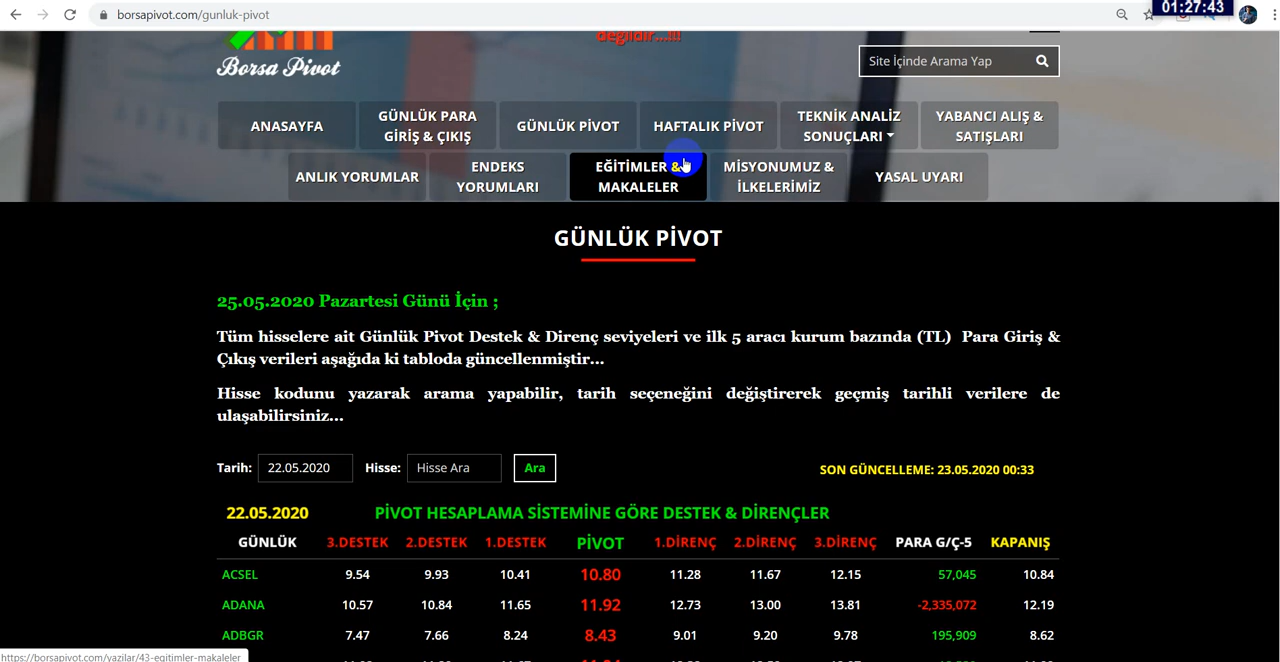 borsapivot.com/gunluk-pivot
01:27:43
değildir...!!!
Borsa Pivot
Site İçinde Arama Yap
ANASAYFA
GÜNLÜK PARA
GİRİŞ & ÇIKIŞ
GÜNLÜK PİVOT
HAFTALIK PİVOT
TEKNİK ANALİZ
SONUÇLARI
YABANCI ALIŞ &
SATIŞLARI
ANLIK YORUMLAR
ENDEKS
YORUMLARI
EĞİTİMLER &
MAKALELER
MİSYONUMUZ &
İLKELERİMİZ
YASAL UYARI
GÜNLÜK PİVOT
25.05.2020 Pazartesi Günü İçin ;
Tüm hisselere ait Günlük Pivot Destek & Direnç seviyeleri ve ilk 5 aracı kurum bazında (TL) Para Giriş &
Çıkış verileri aşağıda ki tabloda güncellenmiştir...
Hisse kodunu yazarak arama yapabilir, tarih seçeneğini değiştirerek geçmiş tarihli verilere de
ulaşabilirsiniz...
Tarih: 22.05.2020 Hisse: Hisse Ara Ara
SON GÜNCELLEME: 23.05.2020 00:33
22.05.2020 PİVOT HESAPLAMA SİSTEMİNE GÖRE DESTEK & DİRENÇLER
GÜNLÜK 3.DESTEK 2.DESTEK 1.DESTEK PİVOT 1.DİRENÇ 2.DİRENÇ 3.DİRENÇ PARA G/Ç-5 KAPANIŞ
ACSEL 9.54 9.93 10.41 10.80 11.28 11.67 12.15 57,045 10.84
ADANA 10.57 10.84 11.65 11.92 12.73 13.00 13.81 -2,335,072 12.19
ADBGR 7.47 7.66 8.24 8.43 9.01 9.20 9.78 195,909 8.62
https://borsapivot.com/yazilar/43-egitimler-makaleler